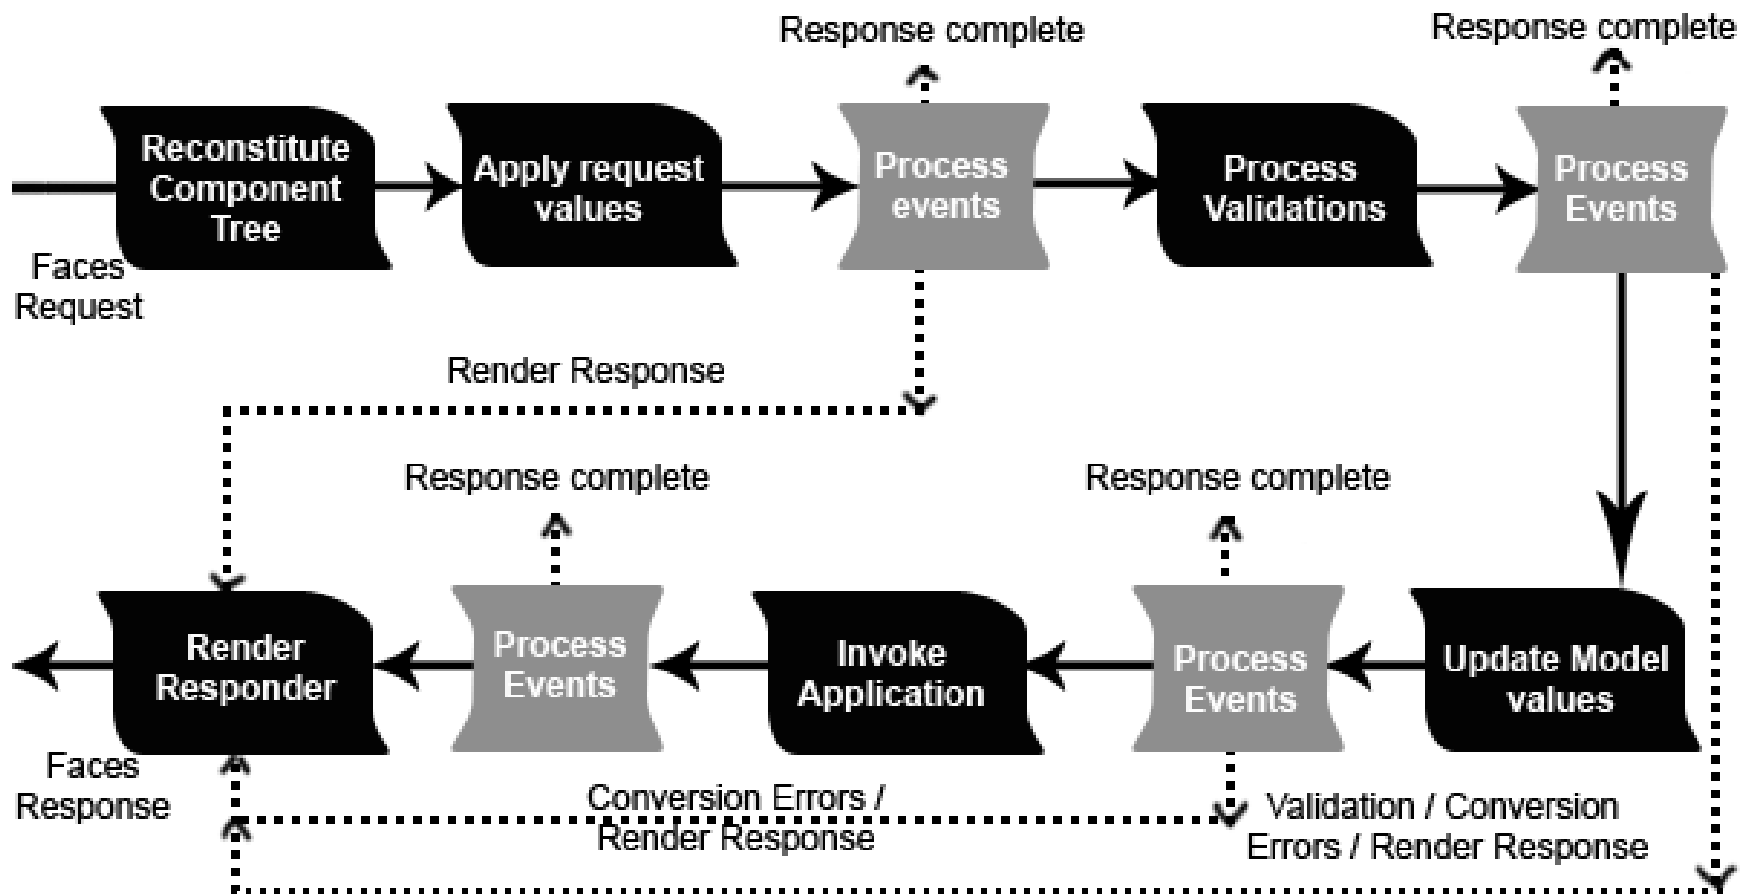 Response complete
Response complete
Reconstitute
Component
Tree
Apply request
values
Process
events
Process
Validations
Process
Events
Faces
Request
Render Response
Response complete
Response complete
Render
Responder
Process
Events
Invoke
Application
Process
Events
Update Model
values
Faces
Response
Conversion Errors /
Render Response
Validation / Conversion
Errors / Render Response